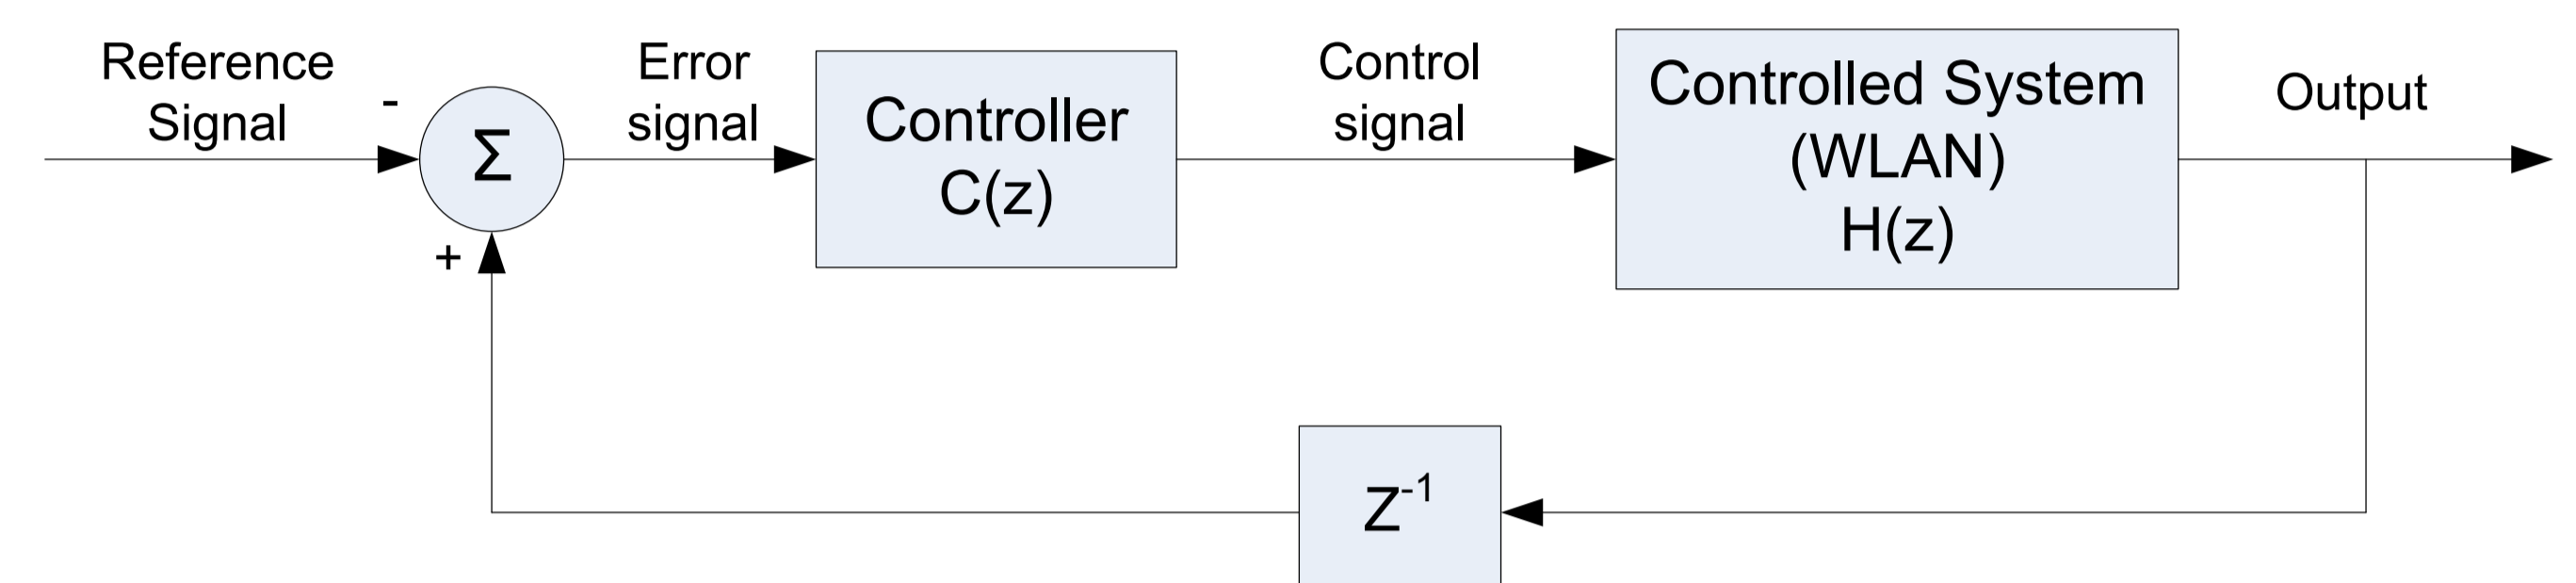 Reference
Signal
-
Σ
+
Error
signal
Controller
C(z)
Control
signal
Controlled System
(WLAN)
H(z)
Output
Z⁻¹